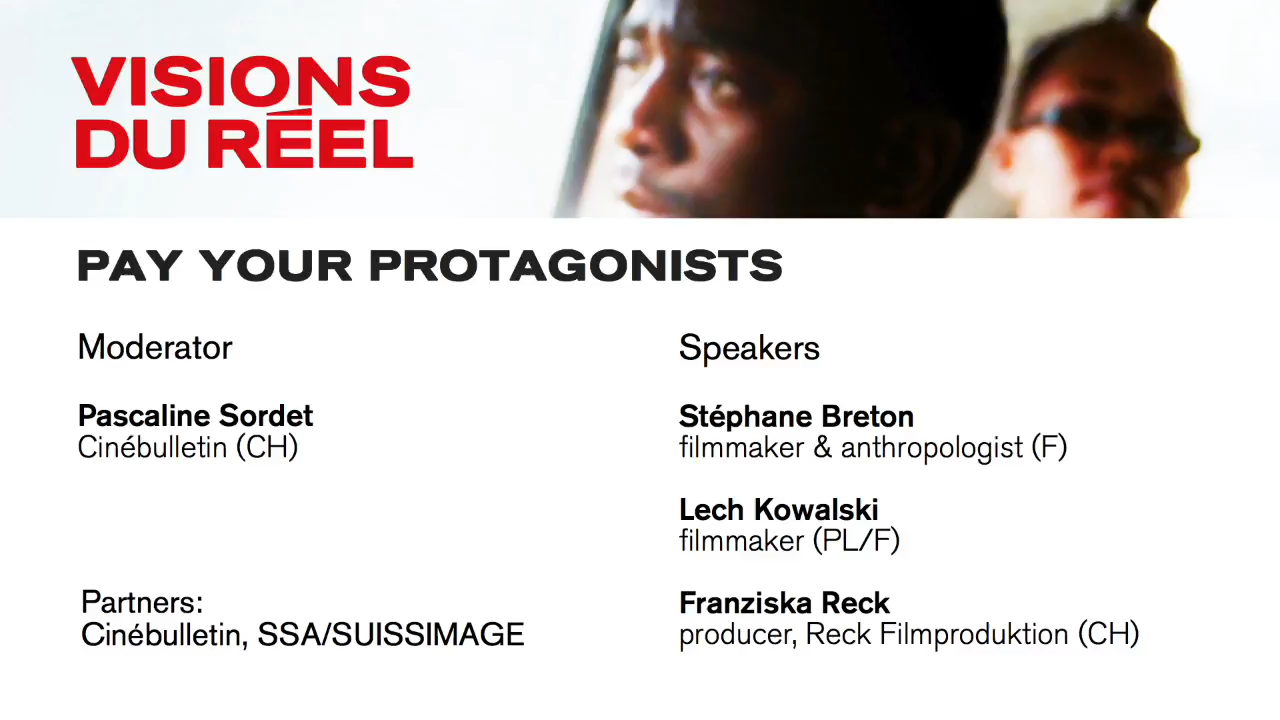 VISIONS
DU RÉEL
PAY YOUR PROTAGONISTS
Moderator
Pascaline Sordet
Cinébulletin (CH)
Partners:
Cinébulletin, SSA/SUISSIMAGE
Speakers
Stéphane Breton
filmmaker & anthropologist (F)
Lech Kowalski
filmmaker (PL/F)
Franziska Reck
producer, Reck Filmproduktion (CH)